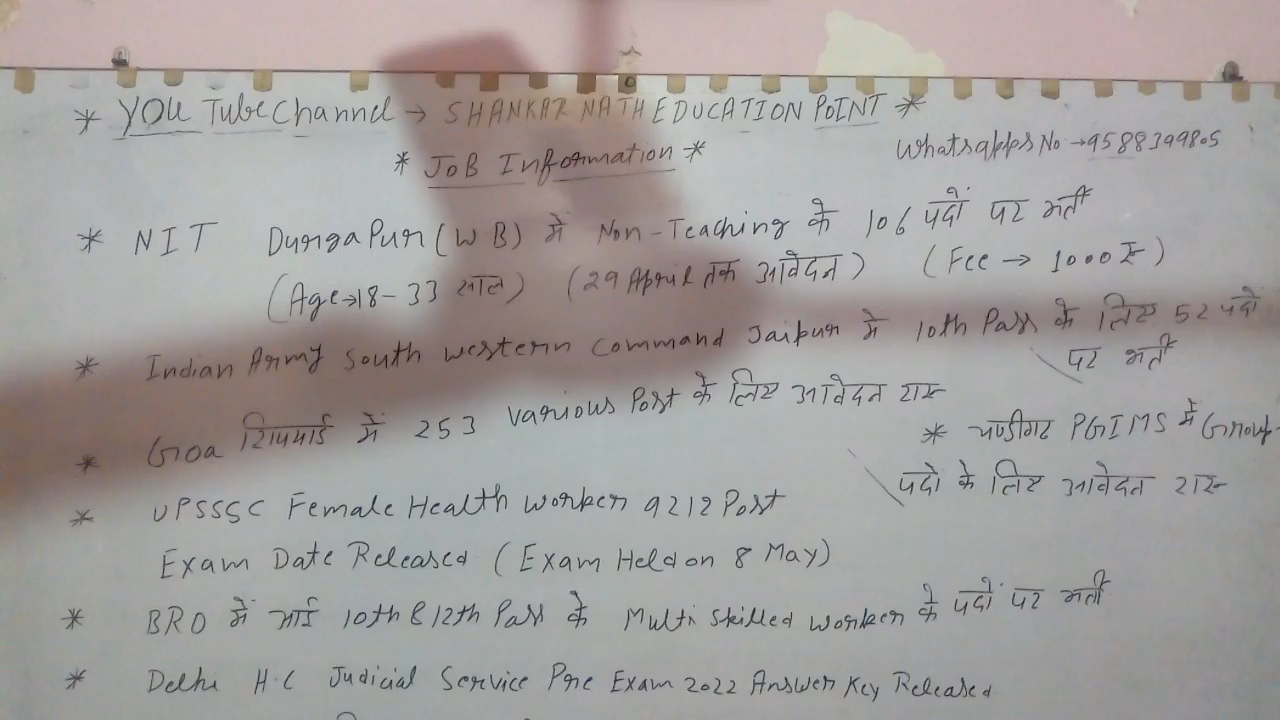 * YOU Tube Channel → SHANKAR NATH EDUCATION POINT *
Whatsapps No → 9588399805
* JOB Information *
* NIT DurgaPur (WB) में Non-Teaching के 106 पदों पर भर्ती
(Age→18-33 साल) (29 April तक आवेदन) (Fee → 1000 रु)
* Indian Army South western command Jaipur में 10th Pass के लिए 52 पदो
पर भर्ती
* Goa में 253 various Post के लिए आवेदन शुरू
* चण्डीगढ PGIMS में Group-
पदो के लिए आवेदन शुरू
* UPSSSC Female Health worker 9212 Post
Exam Date Released (Exam Held on 8 May)
* BRO में आई 10th & 12th Pass के Multi Skilled worker के पदों पर भर्ती
* Delhi H.C Judicial Service Pre Exam 2022 Answer Key Released